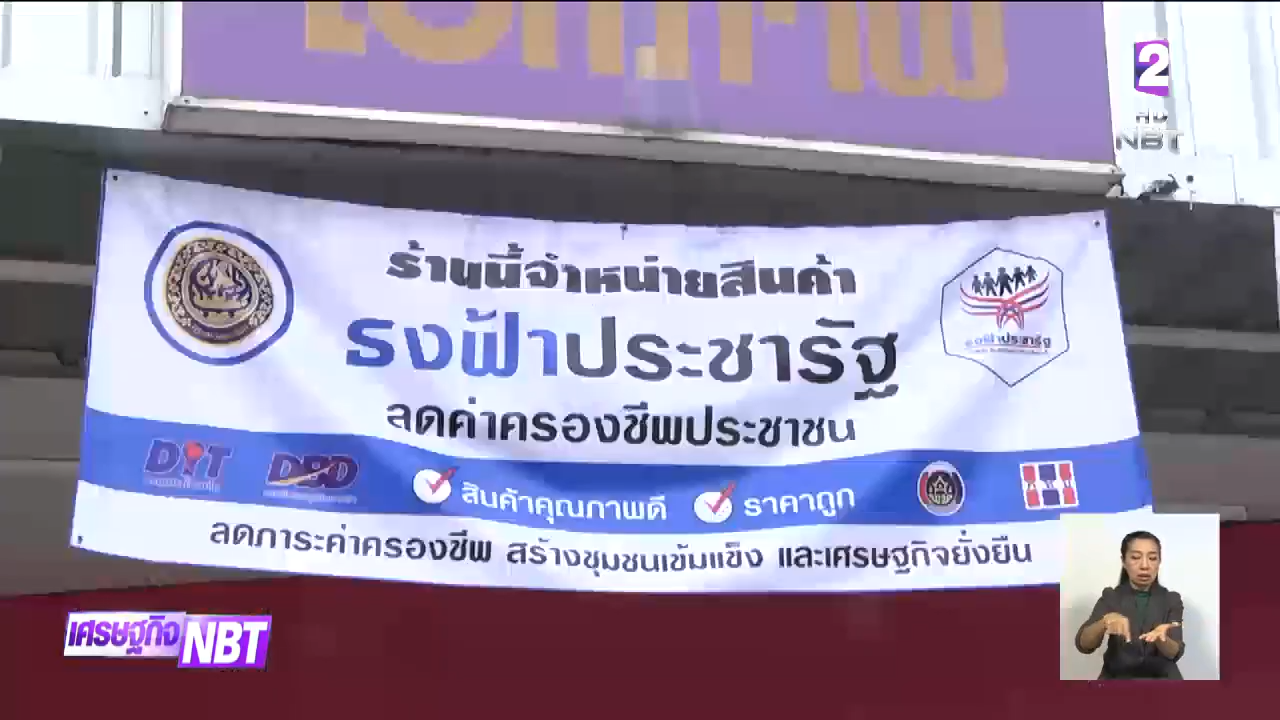 2
HD
NBT
ร้านนี้จำหน่ายสินค้า
ธงฟ้าประชารัฐ
ธงฟ้าประชารัฐ
ลดค่าครองชีพประชาชน
DIT
DBD
สินค้าคุณภาพดี
ราคาถูก
ลดภาระค่าครองชีพ สร้างชุมชนเข้มแข็ง และเศรษฐกิจยั่งยืน
เศรษฐกิจ
NBT